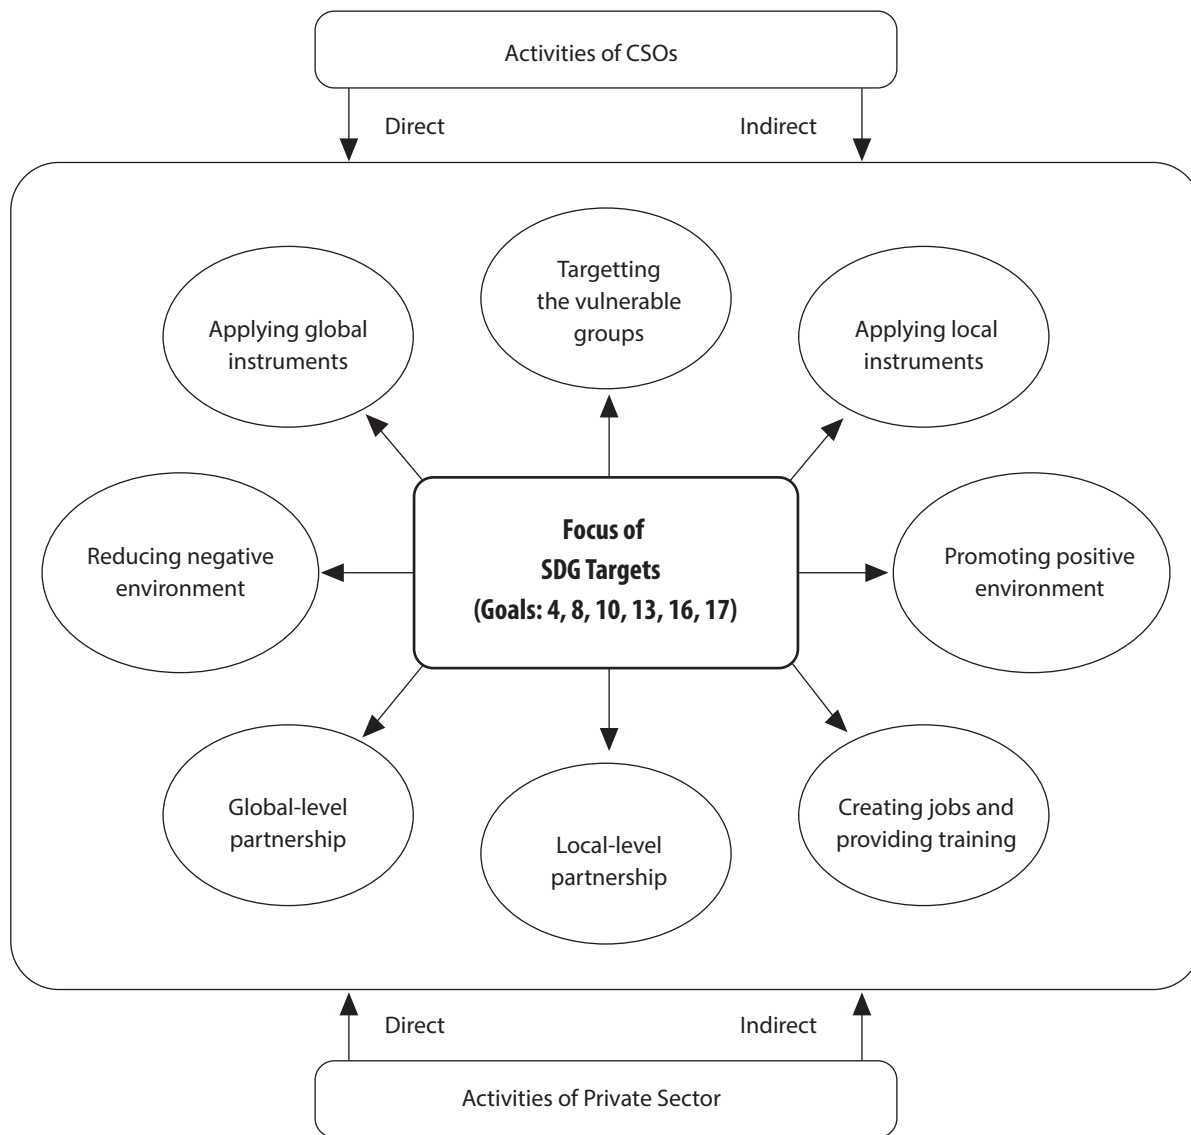 Activities of CSOs
Direct
Indirect
Targetting
the vulnerable
groups
Applying global
instruments
Applying local
instruments
Focus of
SDG Targets
(Goals: 4, 8, 10, 13, 16, 17)
Reducing negative
environment
Promoting positive
environment
Global-level
partnership
Local-level
partnership
Creating jobs and
providing training
Direct
Indirect
Activities of Private Sector